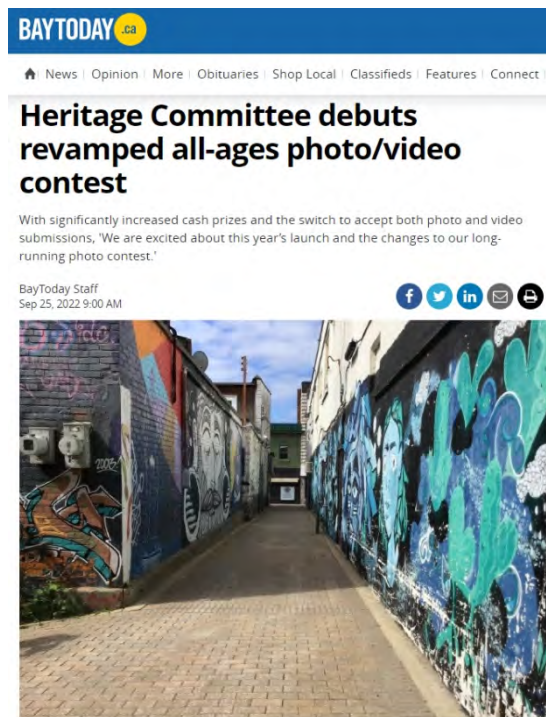 BAYTODAY.ca
News | Opinion | More | Obituaries | Shop Local | Classifieds | Features | Connect
Heritage Committee debuts
revamped all-ages photo/video
contest
With significantly increased cash prizes and the switch to accept both photo and video
submissions, 'We are excited about this year's launch and the changes to our long-
running photo contest.'
BayToday Staff
Sep 25, 2022 9:00 AM